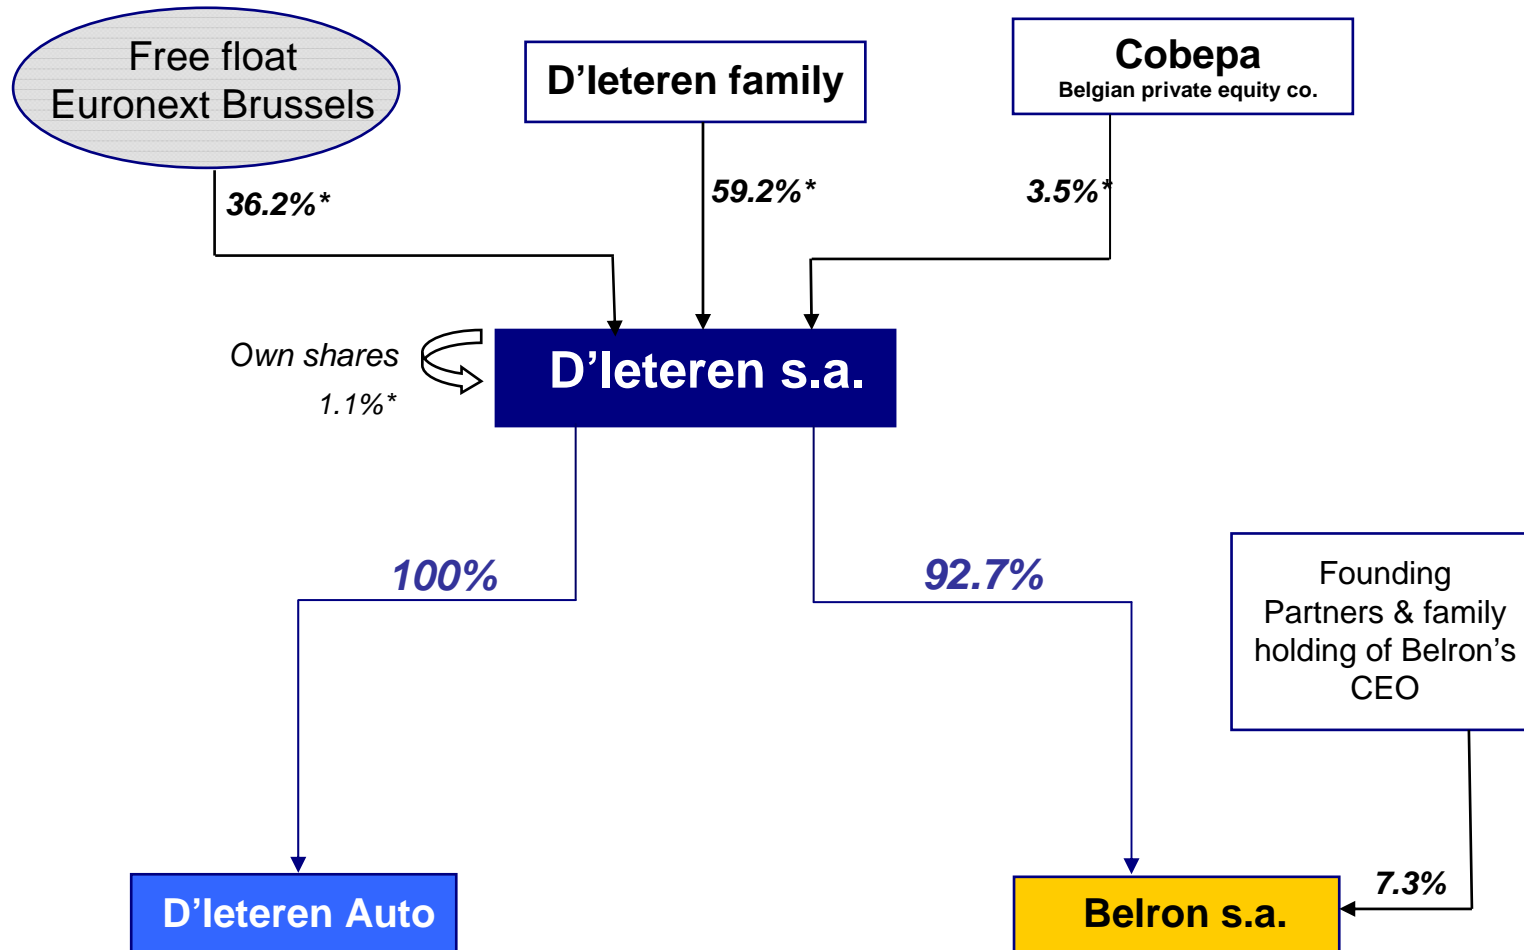 Free float
Euronext Brussels
D’Ieteren family
Cobepa
Belgian private equity co.
36.2%*
59.2%*
3.5%*
Own shares
1.1%*
D’Ieteren s.a.
100%
92.7%
Founding
Partners & family
holding of Belron’s
CEO
7.3%
D’Ieteren Auto
Belron s.a.